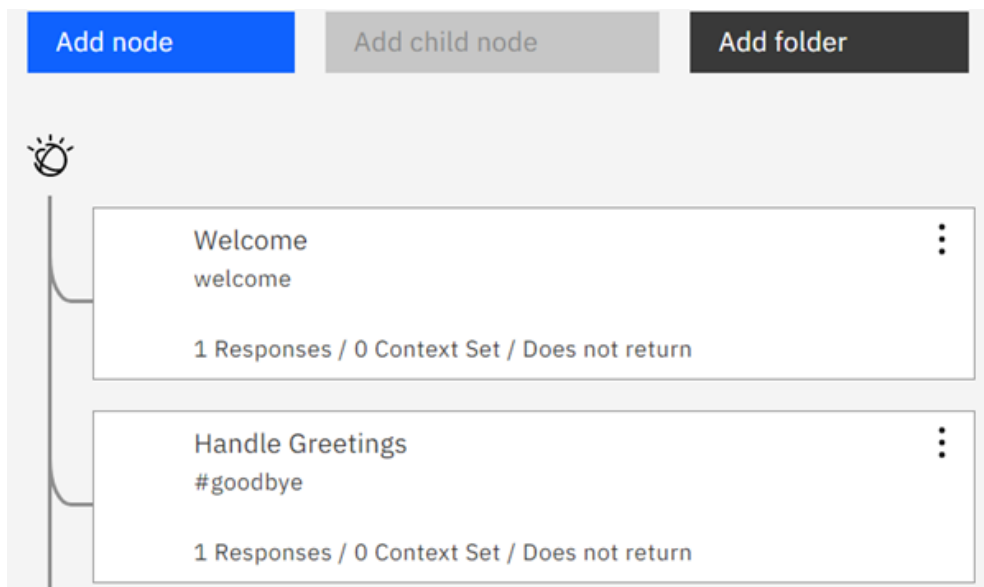 Add node
Add child node
Add folder
Welcome
welcome
1 Responses / 0 Context Set / Does not return
Handle Greetings
#goodbye
1 Responses / 0 Context Set / Does not return